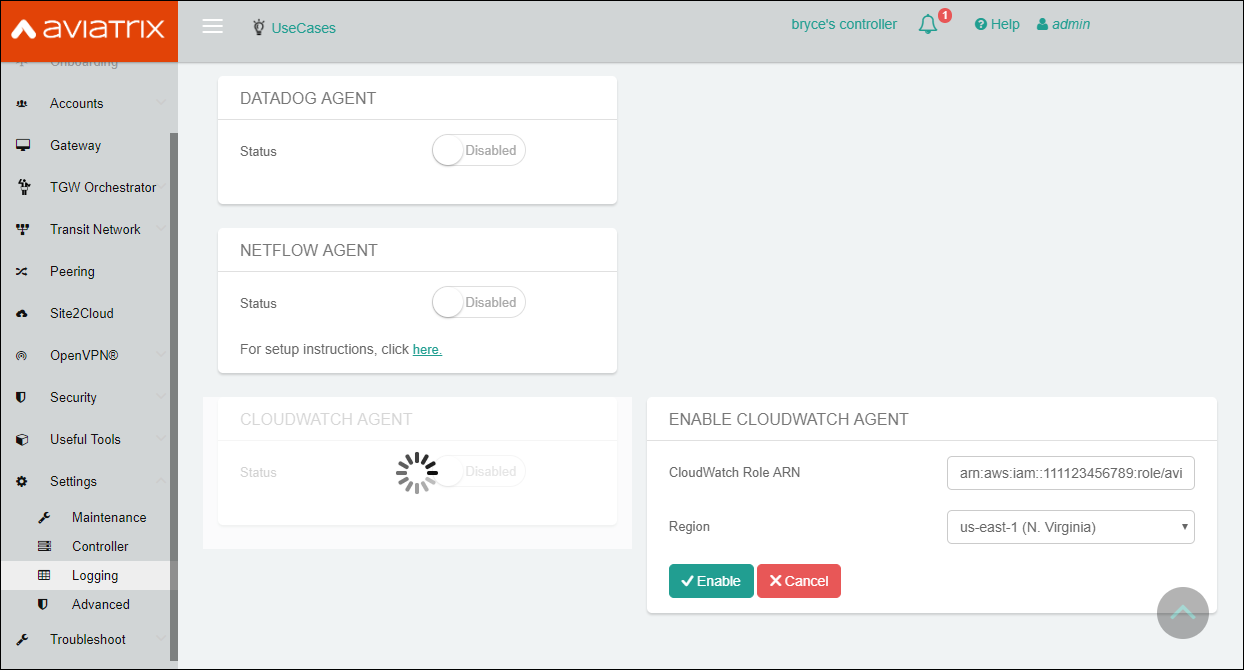 aviatrix
UseCases
bryce's controller
1
Help
admin
Onboarding
Accounts
Gateway
TGW Orchestrator
Transit Network
Peering
Site2Cloud
OpenVPN®
Security
Useful Tools
Settings
Maintenance
Controller
Logging
Advanced
Troubleshoot
DATADOG AGENT
Status
Disabled
NETFLOW AGENT
Status
Disabled
For setup instructions, click here.
CLOUDWATCH AGENT
Status
Disabled
ENABLE CLOUDWATCH AGENT
CloudWatch Role ARN
arn:aws:iam::111123456789:role/avi
Region
us-east-1 (N. Virginia)
Enable
Cancel